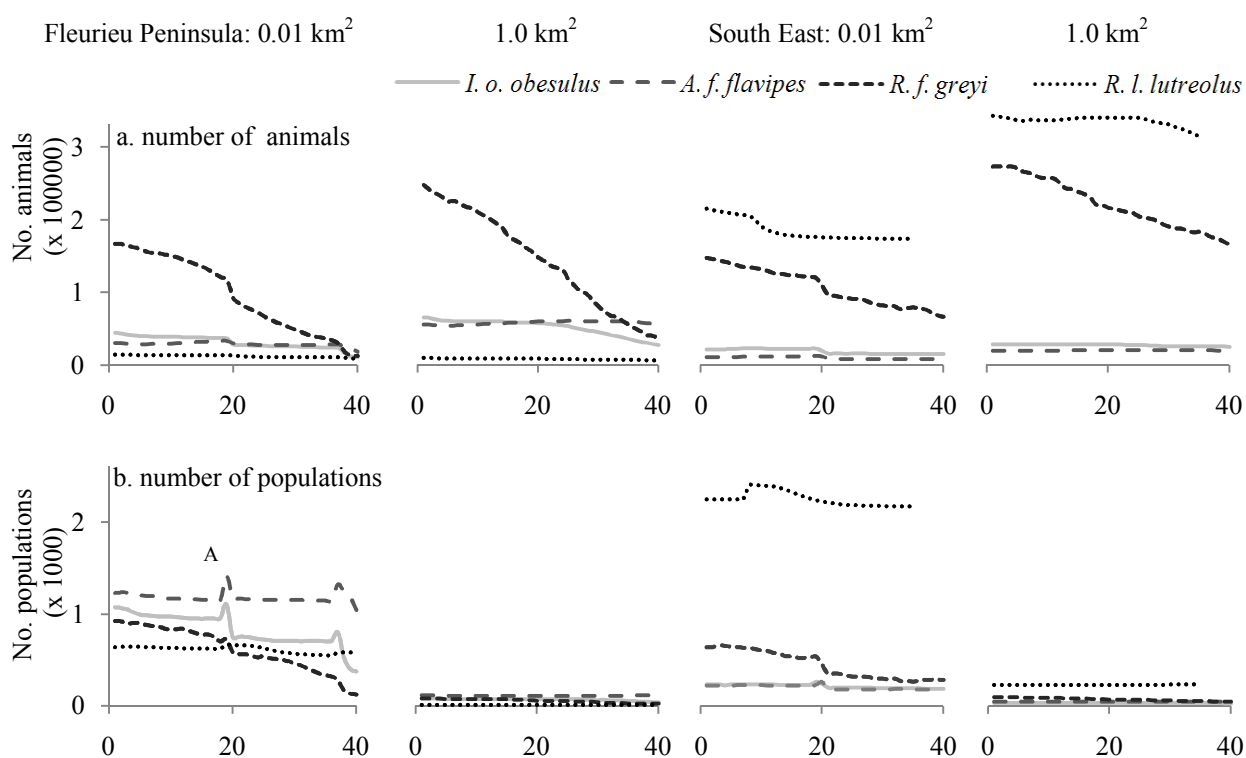 Fleurieu Peninsula: 0.01 km² 1.0 km² South East: 0.01 km² 1.0 km²
I. o. obesulus A. f. flavipes R. f. greyi R. l. lutreolus
No. animals
(x 100000)
a. number of animals
3
2
1
0
0 20 40 0 20 40 0 20 40 0 20 40
No. populations
(x 1000)
b. number of populations
2
A
1
0
0 20 40 0 20 40 0 20 40 0 20 40